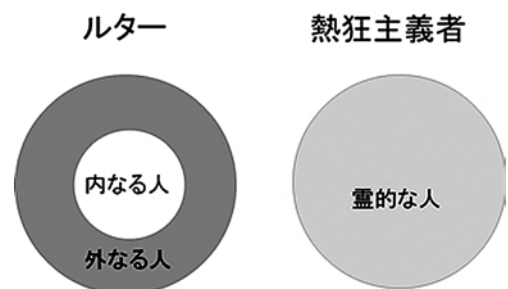 ルター
熱狂主義者
内なる人
外なる人
霊的な人